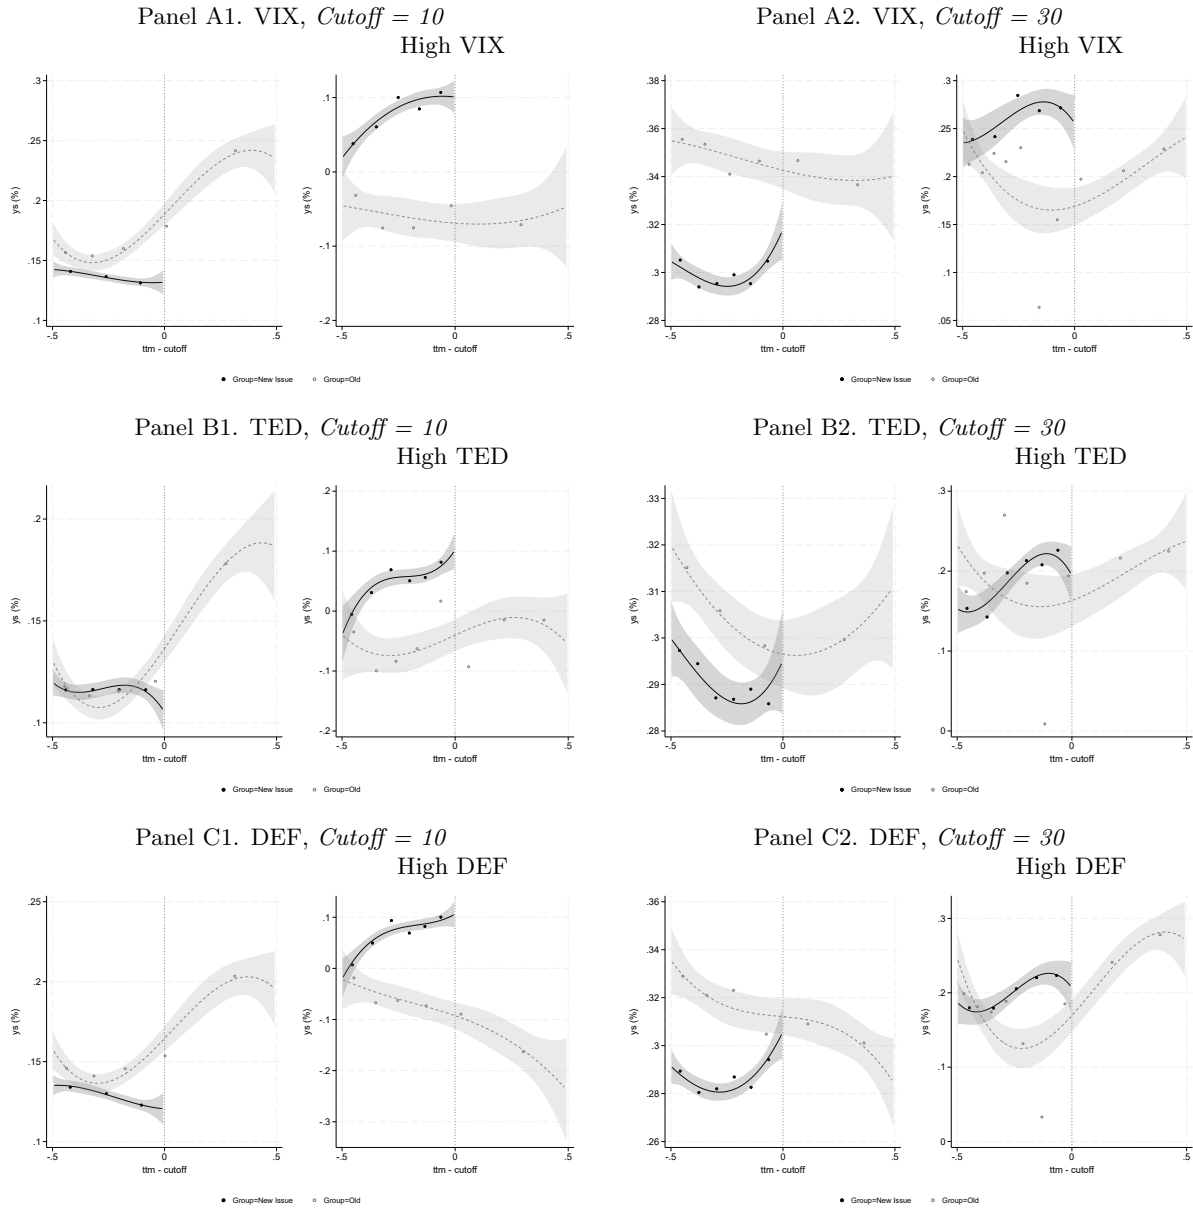 Panel A1. VIX, Cutoff = 10
High VIX
.3
.25
.2
.15
.1
ys (%)
-.5
0
.5
ttm - cutoff
.1
0
-.1
-.2
ys (%)
-.5
0
.5
ttm - cutoff
Group=New Issue Group=Old
Panel A2. VIX, Cutoff = 30
High VIX
.38
.36
.34
.32
.3
.28
ys (%)
-.5
0
.5
ttm - cutoff
.3
.25
.2
.15
.1
.05
ys (%)
-.5
0
.5
ttm - cutoff
Group=New Issue Group=Old
Panel B1. TED, Cutoff = 10
High TED
.2
.15
.1
ys (%)
-.5
0
.5
ttm - cutoff
.2
.1
0
-.1
-.2
ys (%)
-.5
0
.5
ttm - cutoff
Group=New Issue Group=Old
Panel B2. TED, Cutoff = 30
High TED
.33
.32
.31
.3
.29
.28
ys (%)
-.5
0
.5
ttm - cutoff
.3
.2
.1
0
ys (%)
-.5
0
.5
ttm - cutoff
Group=New Issue Group=Old
Panel C1. DEF, Cutoff = 10
High DEF
.25
.2
.15
.1
ys (%)
-.5
0
.5
ttm - cutoff
.1
0
-.1
-.2
-.3
ys (%)
-.5
0
.5
ttm - cutoff
Group=New Issue Group=Old
Panel C2. DEF, Cutoff = 30
High DEF
.36
.34
.32
.3
.28
.26
ys (%)
-.5
0
.5
ttm - cutoff
.3
.2
.1
0
ys (%)
-.5
0
.5
ttm - cutoff
Group=New Issue Group=Old